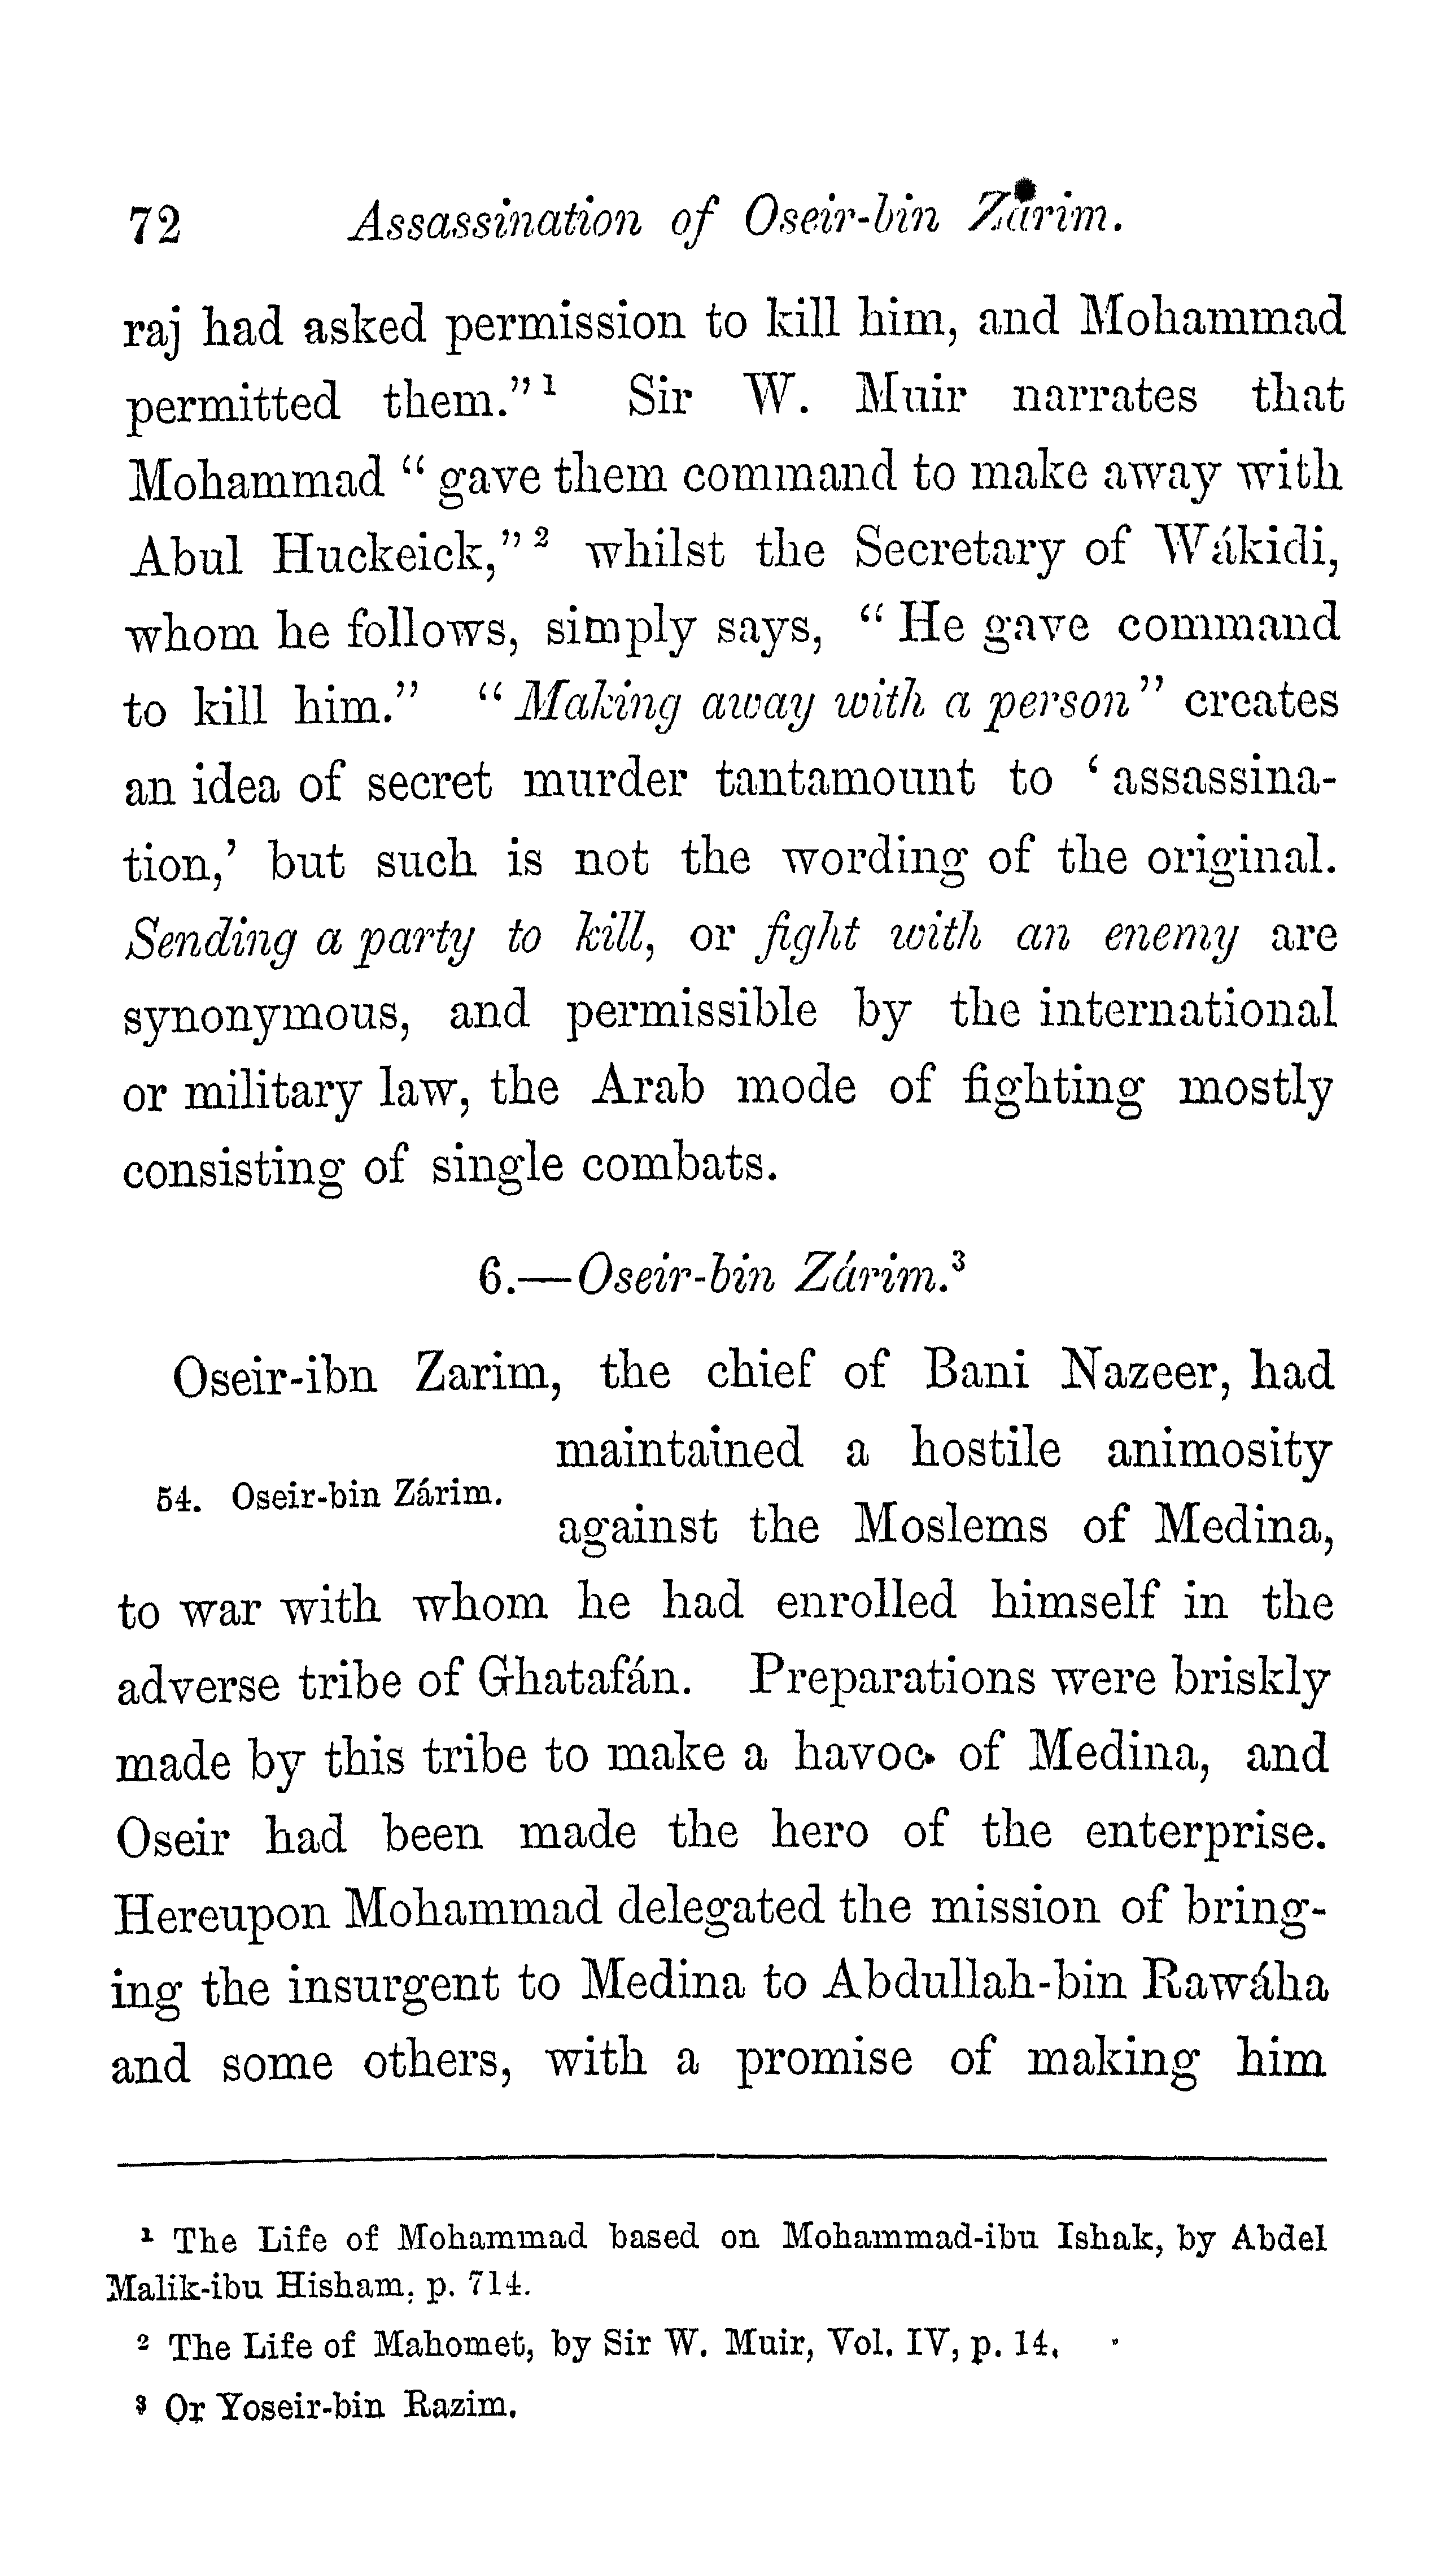 72 Assassination of Oseir-bin Zárim.
raj had asked permission to kill him, and Mohammad
permitted them.” ¹ Sir W. Muir narrates that
Mohammad “ gave them command to make away with
Abul Huckeick,” ² whilst the Secretary of Wákidi,
whom he follows, simply says, “ He gave command
to kill him.” “ Making away with a person ” creates
an idea of secret murder tantamount to ‘ assassina-
tion,’ but such is not the wording of the original.
Sending a party to kill, or fight with an enemy are
synonymous, and permissible by the international
or military law, the Arab mode of fighting mostly
consisting of single combats.
6.—Oseir-bin Zárim.³
Oseir-ibn Zarim, the chief of Bani Nazeer, had
maintained a hostile animosity
54. Oseir-bin Zárim.
against the Moslems of Medina,
to war with whom he had enrolled himself in the
adverse tribe of Ghatafán. Preparations were briskly
made by this tribe to make a havoc of Medina, and
Oseir had been made the hero of the enterprise.
Hereupon Mohammad delegated the mission of bring-
ing the insurgent to Medina to Abdullah-bin Rawáha
and some others, with a promise of making him
¹ The Life of Mohammad based on Mohammad-ibu Ishak, by Abdel
Malik-ibu Hisham, p. 714.
² The Life of Mahomet, by Sir W. Muir, Vol. IV, p. 14.
³ Or Yoseir-bin Razim.